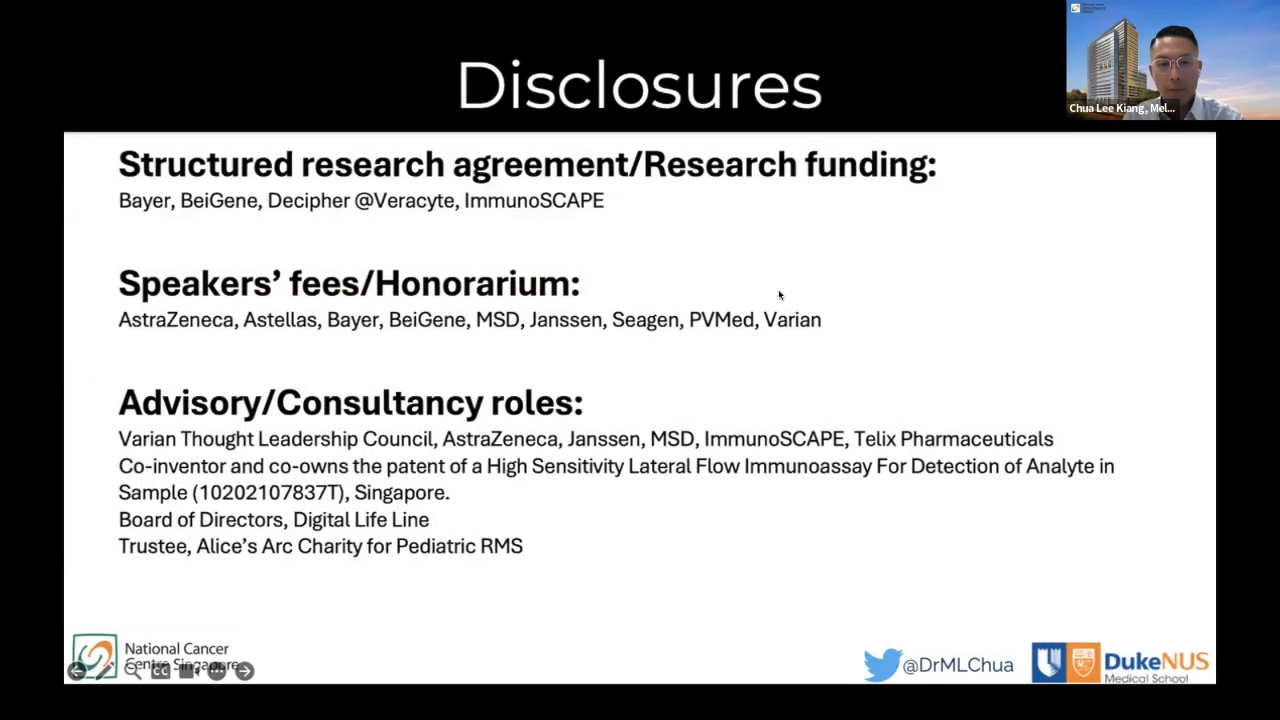 Disclosures
Chua Lee Kiang, Mel...
Structured research agreement/Research funding:
Bayer, BeiGene, Decipher @Veracyte, ImmunoSCAPE
Speakers’ fees/Honorarium:
AstraZeneca, Astellas, Bayer, BeiGene, MSD, Janssen, Seagen, PVMed, Varian
Advisory/Consultancy roles:
Varian Thought Leadership Council, AstraZeneca, Janssen, MSD, ImmunoSCAPE, Telix Pharmaceuticals
Co-inventor and co-owns the patent of a High Sensitivity Lateral Flow Immunoassay For Detection of Analyte in
Sample (10202107837T), Singapore.
Board of Directors, Digital Life Line
Trustee, Alice’s Arc Charity for Pediatric RMS
National Cancer
Centre Singapore
CC
@DrMLChua
DukeNUS
Medical School